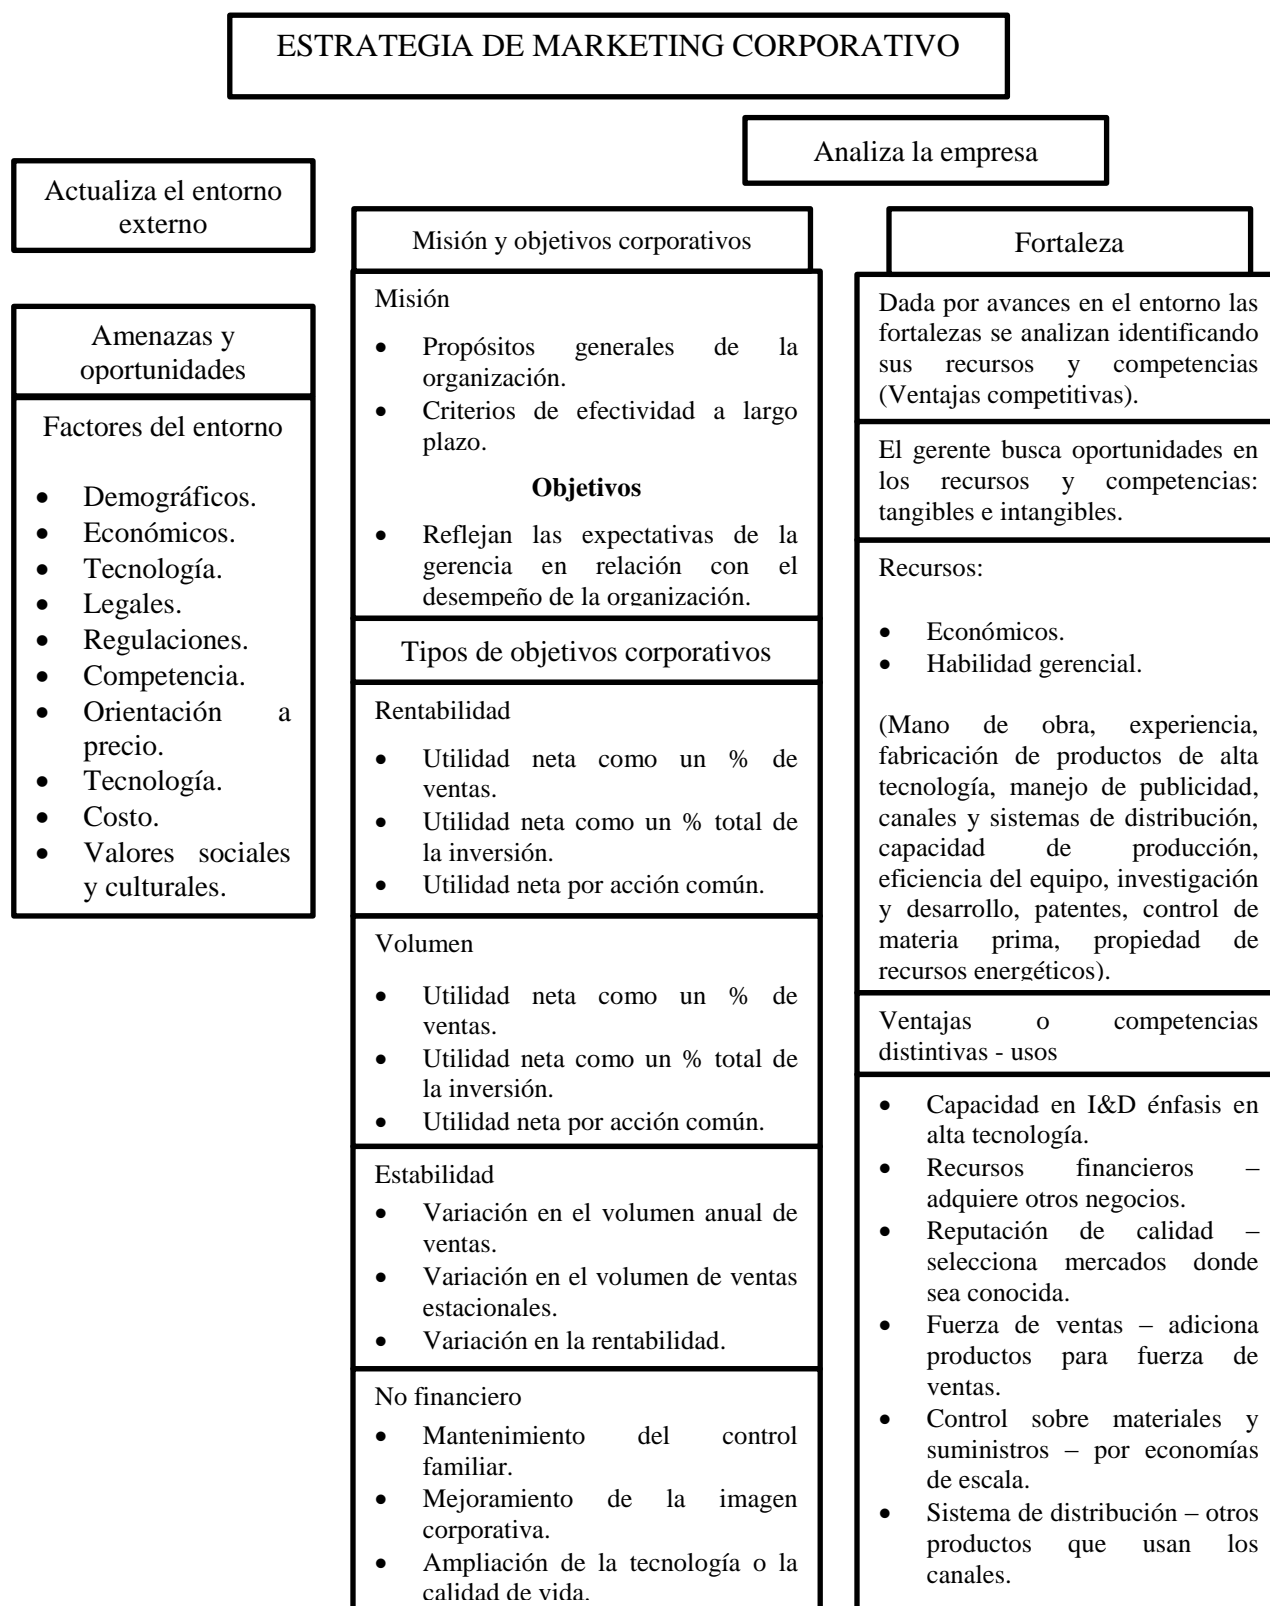 ESTRATEGIA DE MARKETING CORPORATIVO
Analiza la empresa
Actualiza el entorno
externo
Amenazas y
oportunidades
Factores del entorno
• Demográficos.
• Económicos.
• Tecnología.
• Legales.
• Regulaciones.
• Competencia.
• Orientación a
precio.
• Tecnología.
• Costo.
• Valores sociales
y culturales.
Misión y objetivos corporativos
Misión
• Propósitos generales de la
organización.
• Criterios de efectividad a largo
plazo.
Objetivos
• Reflejan las expectativas de la
gerencia en relación con el
desempeño de la organización.
Tipos de objetivos corporativos
Rentabilidad
• Utilidad neta como un % de
ventas.
• Utilidad neta como un % total de
la inversión.
• Utilidad neta por acción común.
Volumen
• Utilidad neta como un % de
ventas.
• Utilidad neta como un % total de
la inversión.
• Utilidad neta por acción común.
Estabilidad
• Variación en el volumen anual de
ventas.
• Variación en el volumen de ventas
estacionales.
• Variación en la rentabilidad.
No financiero
• Mantenimiento del control
familiar.
• Mejoramiento de la imagen
corporativa.
• Ampliación de la tecnología o la
calidad de vida.
Fortaleza
Dada por avances en el entorno las
fortalezas se analizan identificando
sus recursos y competencias
(Ventajas competitivas).
El gerente busca oportunidades en
los recursos y competencias:
tangibles e intangibles.
Recursos:
• Económicos.
• Habilidad gerencial.
(Mano de obra, experiencia,
fabricación de productos de alta
tecnología, manejo de publicidad,
canales y sistemas de distribución,
capacidad de producción,
eficiencia del equipo, investigación
y desarrollo, patentes, control de
materia prima, propiedad de
recursos energéticos).
Ventajas o competencias
distintivas - usos
• Capacidad en I&D énfasis en
alta tecnología.
• Recursos financieros –
adquiere otros negocios.
• Reputación de calidad –
selecciona mercados donde
sea conocida.
• Fuerza de ventas – adiciona
productos para fuerza de
ventas.
• Control sobre materiales y
suministros – por economías
de escala.
• Sistema de distribución – otros
productos que usan los
canales.